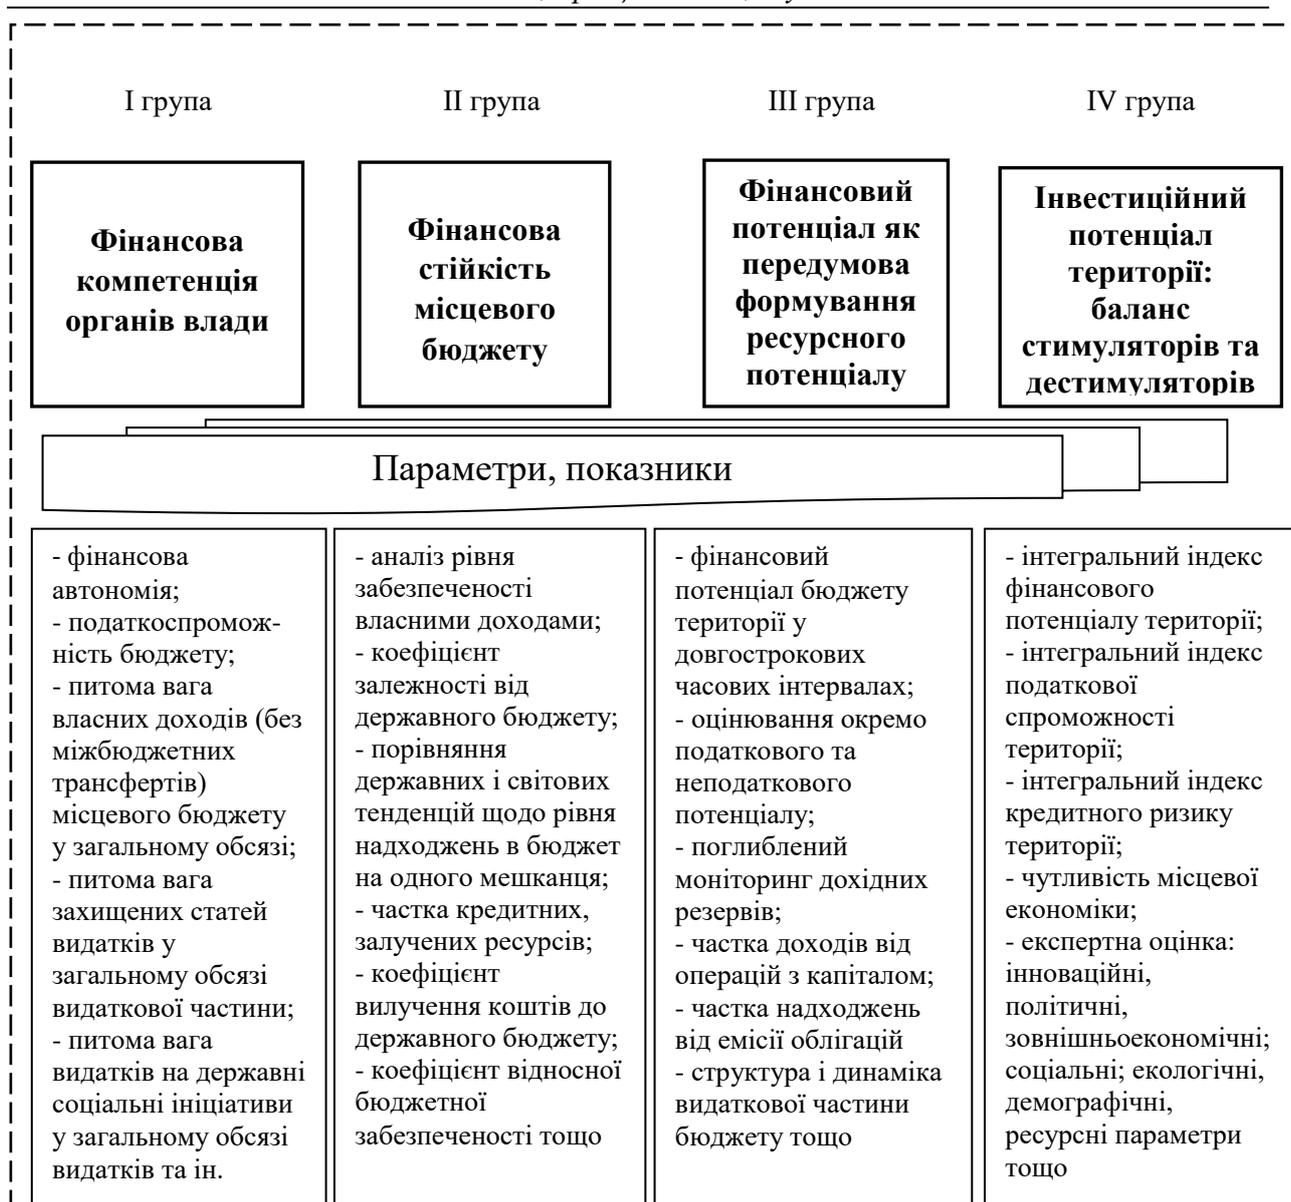 I група
II група
III група
IV група
Фінансова
компетенція
органів влади
Фінансова
стійкість
місцевого
бюджету
Фінансовий
потенціал як
передумова
формування
ресурсного
потенціалу
Інвестиційний
потенціал
території:
баланс
стимуляторів та
дестимуляторів
Параметри, показники
- фінансова
автономія;
- податкоспромож-
ність бюджету;
- питома вага
власних доходів (без
міжбюджетних
трансфертів)
місцевого бюджету
у загальному обсязі;
- питома вага
захищених статей
видатків у
загальному обсязі
видаткової частини;
- питома вага
видатків на державні
соціальні ініціативи
у загальному обсязі
видатків та ін.
- аналіз рівня
забезпеченості
власними доходами;
- коефіцієнт
залежності від
державного бюджету;
- порівняння
державних і світових
тенденцій щодо рівня
надходжень в бюджет
на одного мешканця;
- частка кредитних,
залучених ресурсів;
- коефіцієнт
вилучення коштів до
державного бюджету;
- коефіцієнт відносної
бюджетної
забезпеченості тощо
- фінансовий
потенціал бюджету
території у
довгострокових
часових інтервалах;
- оцінювання окремо
податкового та
неподаткового
потенціалу;
- поглиблений
моніторинг дохідних
резервів;
- частка доходів від
операцій з капіталом;
- частка надходжень
від емісії облігацій
- структура і динаміка
видаткової частини
бюджету тощо
- інтегральний індекс
фінансового
потенціалу території;
- інтегральний індекс
податкової
спроможності
території;
- інтегральний індекс
кредитного ризику
території;
- чутливість місцевої
економіки;
- експертна оцінка:
інноваційні,
політичні,
зовнішньоекономічні;
соціальні; екологічні,
демографічні,
ресурсні параметри
тощо